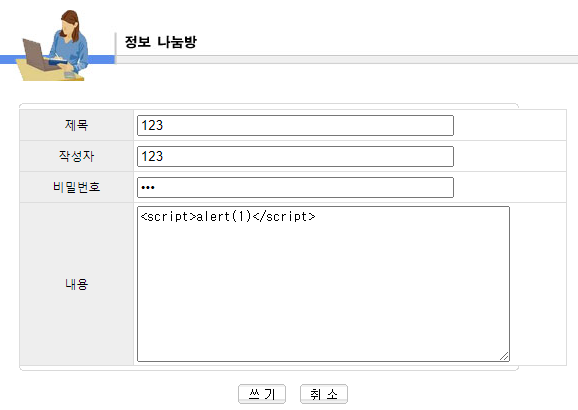 정보 나눔방
제목 123
작성자 123
비밀번호 •••
<script>alert(1)</script>
내용
쓰 기 취 소